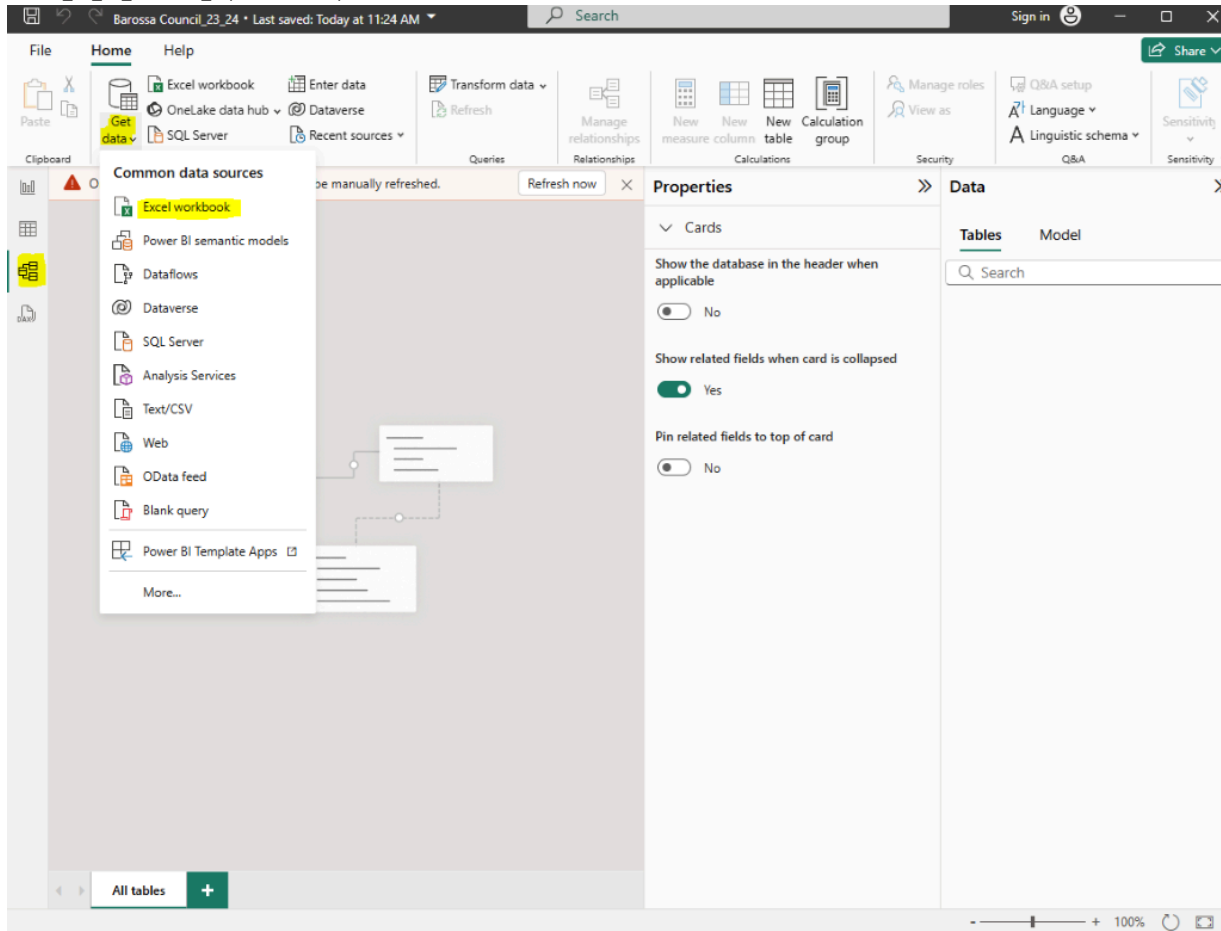 Barossa Council_23_24 • Last saved: Today at 11:24 AM
Search
Sign in
File Home Help
Share
Paste
Clipboard
Get data
Excel workbook
OneLake data hub
SQL Server
Enter data
Dataverse
Recent sources
Transform data
Refresh
Queries
Manage relationships
Relationships
New measure
New column
New table
Calculation group
Calculations
Manage roles
View as
Security
Q&A setup
Language
Linguistic schema
Q&A
Sensitivity
Sensitivity
be manually refreshed.
Refresh now
Common data sources
Excel workbook
Power BI semantic models
Dataflows
Dataverse
SQL Server
Analysis Services
Text/CSV
Web
OData feed
Blank query
Power BI Template Apps
More...
Properties
Cards
Show the database in the header when
applicable
No
Show related fields when card is collapsed
Yes
Pin related fields to top of card
No
Data
Tables Model
Search
DAX
All tables +
- + 100%